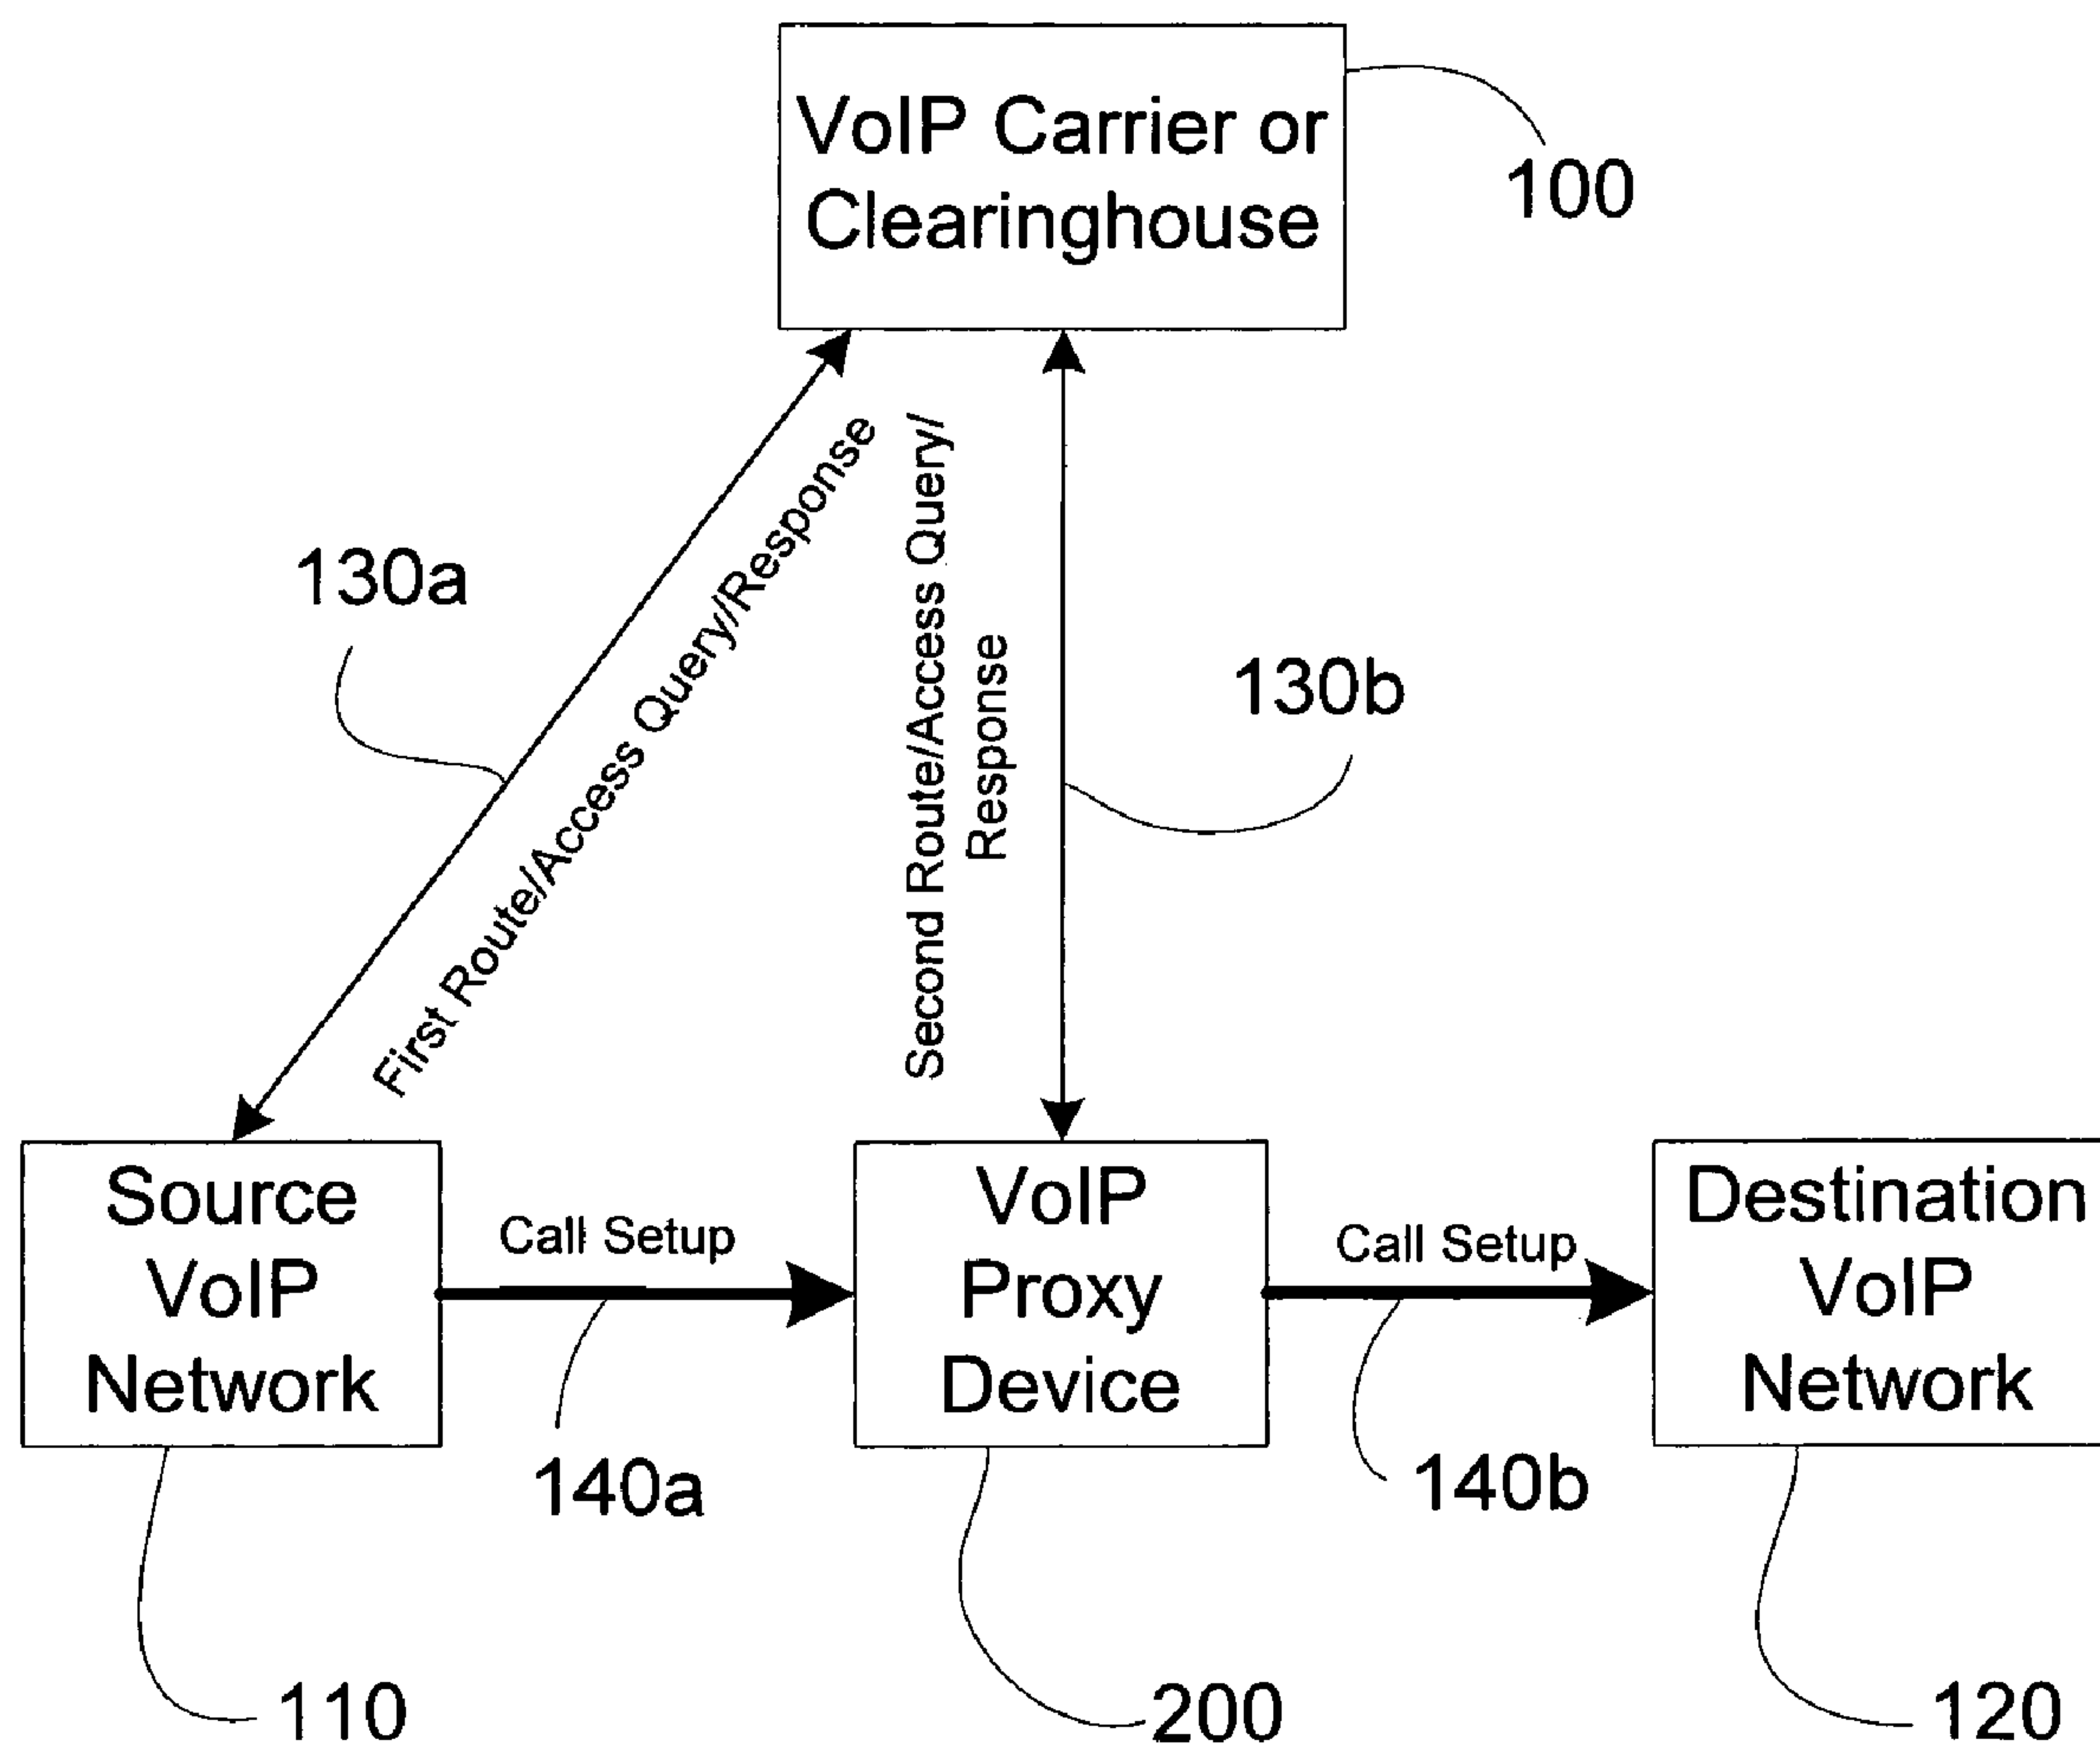 VoIP Carrier or
Clearinghouse
100
130a
First Route/Access Query/Response
Second Route/Access Query/
Response
130b
Source
VoIP
Network
Call Setup
140a
VoIP
Proxy
Device
Call Setup
140b
Destination
VoIP
Network
110
200
120